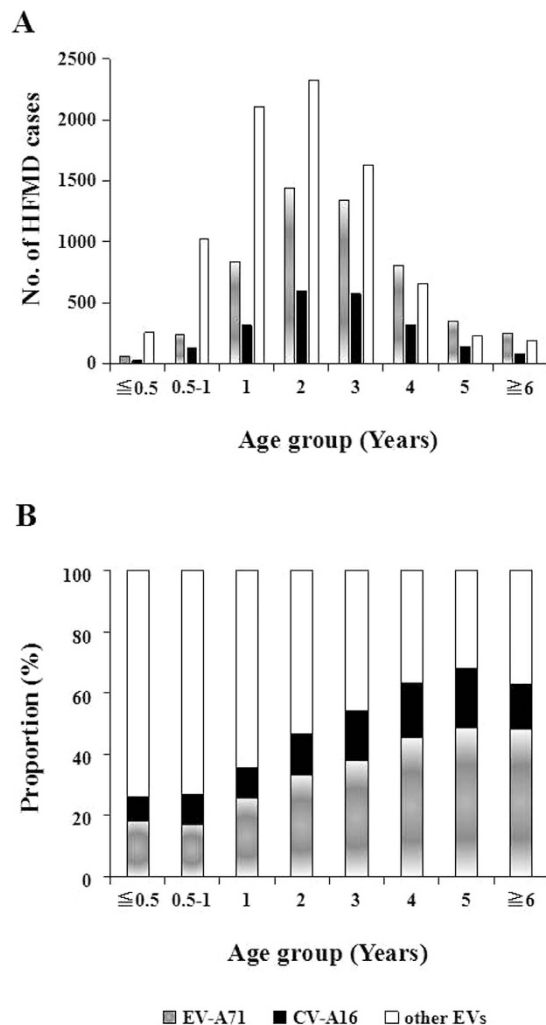 A
No. of HFMD cases
2500
2000
1500
1000
500
0
≦0.5 0.5-1 1 2 3 4 5 ≧6
Age group (Years)
B
Proportion (%)
100
80
60
40
20
0
≦0.5 0.5-1 1 2 3 4 5 ≧6
Age group (Years)
EV-A71 CV-A16 other EVs